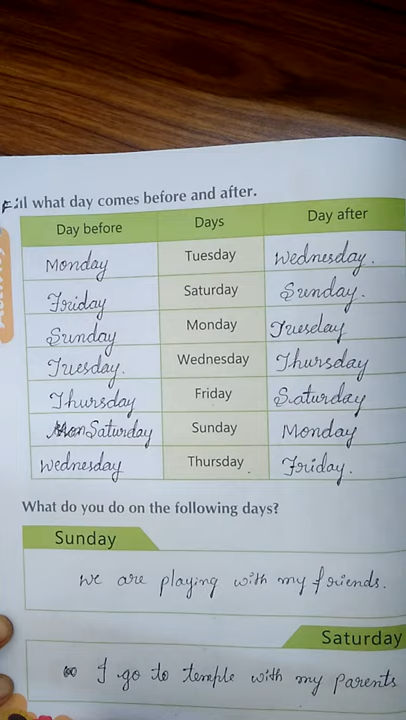 Fill what day comes before and after.
Day before Days Day after
Monday Tuesday Wednesday.
Friday Saturday Sunday.
Sunday Monday Tuesday
Tuesday. Wednesday Thursday
Thursday Friday Saturday
Saturday Sunday Monday
Wednesday Thursday Friday.
What do you do on the following days?
Sunday
we are playing with my friends.
Saturday
I go to temple with my parents